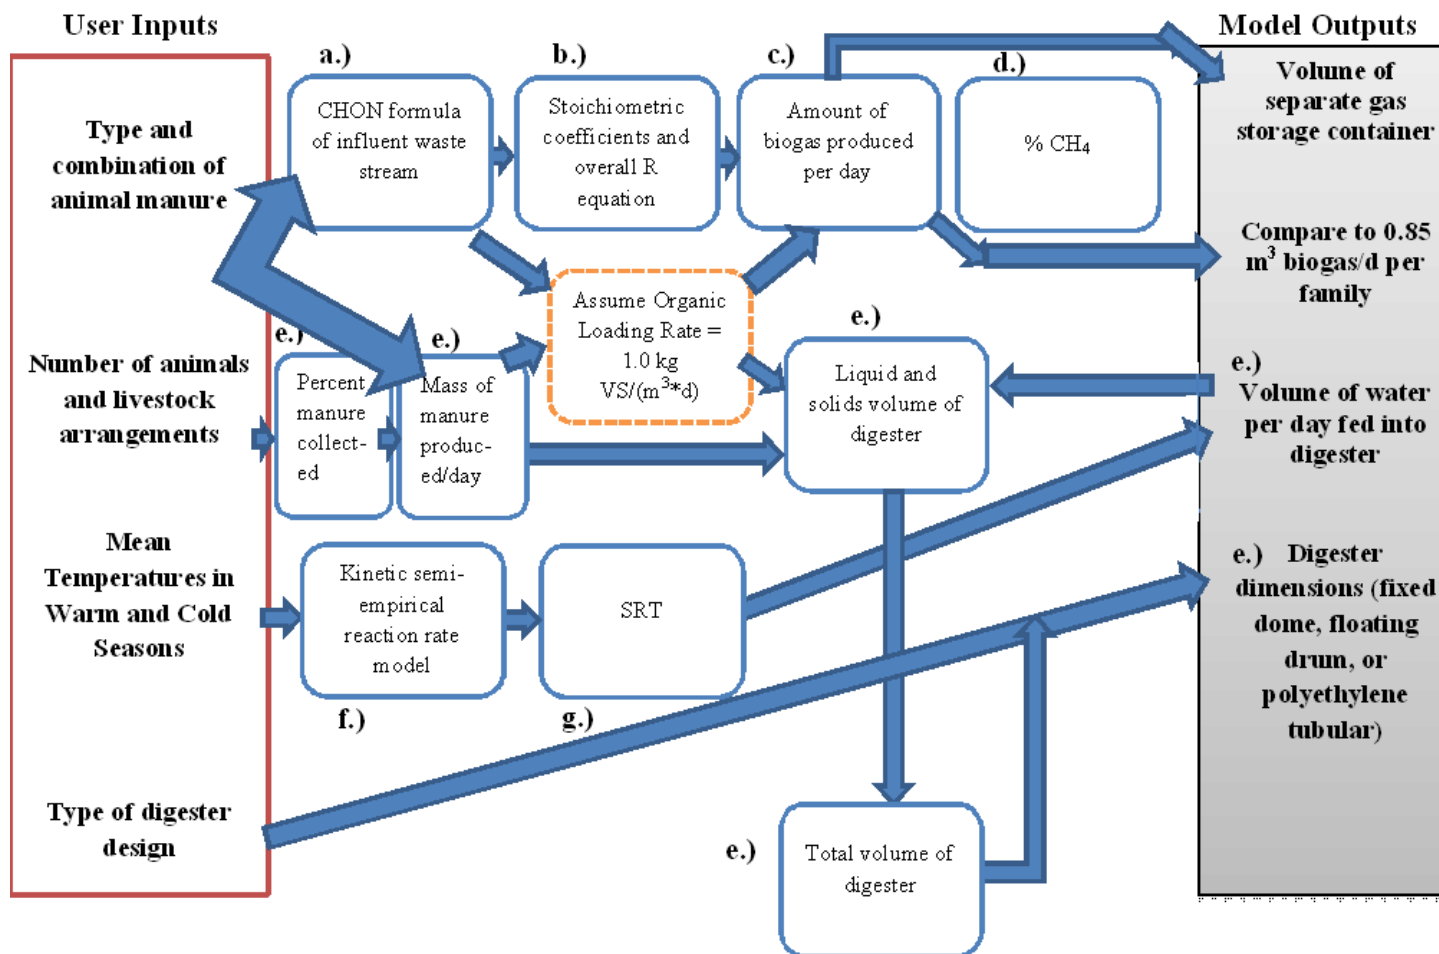 User Inputs
Model Outputs
Type and
combination of
animal manure
Number of animals
and livestock
arrangements
Mean
Temperatures in
Warm and Cold
Seasons
Type of digester
design
a.)
CHON formula
of influent waste
stream
b.)
Stoichiometric
coefficients and
overall R
equation
c.)
Amount of
biogas produced
per day
d.)
% CH4
Assume Organic
Loading Rate =
1.0 kg
VS/(m³*d)
e.)
Percent
manure
collect-
ed
e.)
Mass of
manure
produc-
ed/day
e.)
Liquid and
solids volume of
digester
Kinetic semi-
empirical
reaction rate
model
f.)
SRT
g.)
e.)
Total volume of
digester
Volume of
separate gas
storage container
Compare to 0.85
m³ biogas/d per
family
e.)
Volume of water
per day fed into
digester
e.) Digester
dimensions (fixed
dome, floating
drum, or
polyethylene
tubular)